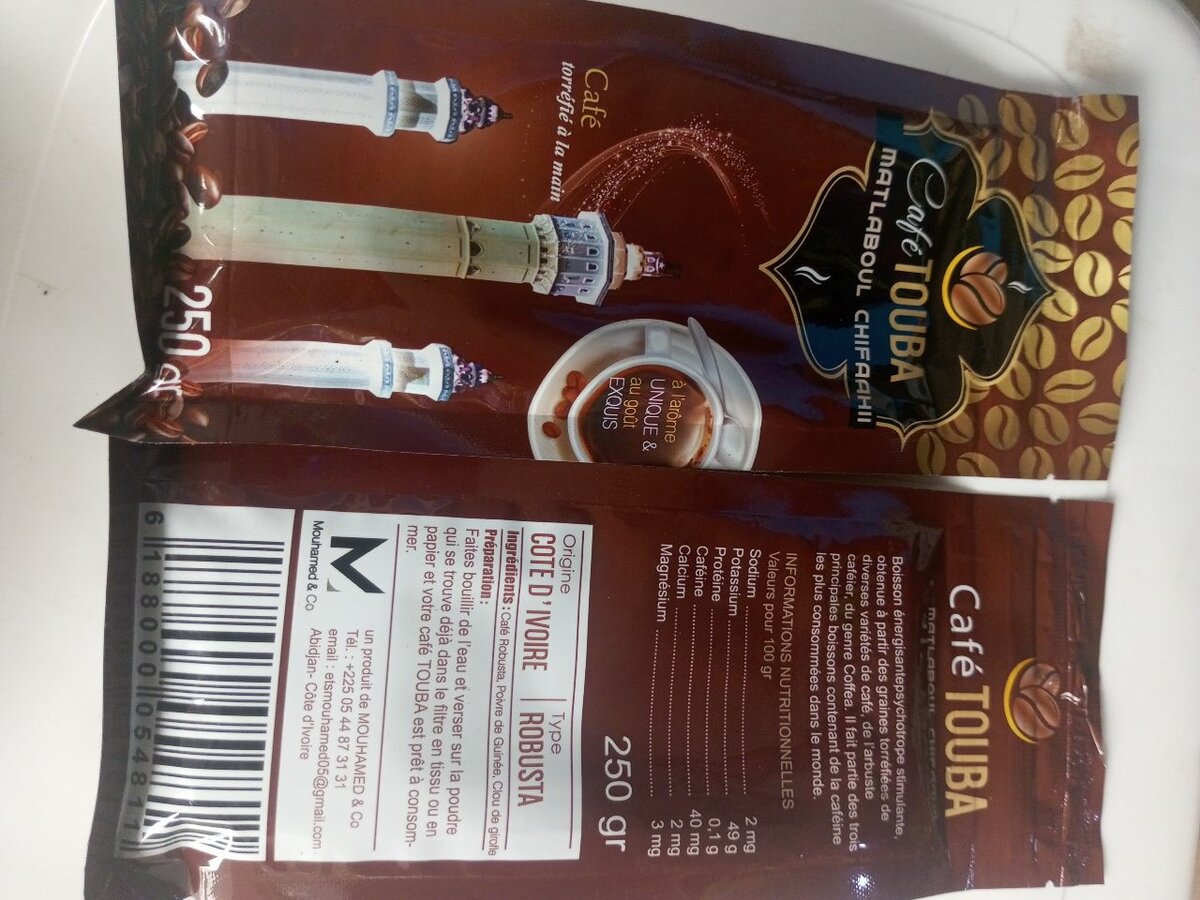 Café TOUBA
MATLABOUL CHIFAAHII
Café
torréfié à la main
à l'arôme
UNIQUE &
au goût
EXQUIS
250 gr
Café TOUBA
MATLABOUL
Boisson énergisantepsychotrope stimulante,
obtenue à partir des graines torréfiées de
diverses variétés de café, de l'arbuste
caféier, du genre Coffea. Il fait partie des trois
principales boissons contenant de la caféine
les plus consommées dans le monde.
INFORMATIONS NUTRITIONNELLES
Valeurs pour 100 gr
Sodium ........................ 2 mg
Potassium ........................ 49 g
Protéine ........................ 0,1 g
Caféine ........................ 40 mg
Calcium ........................ 2 mg
Magnésium ........................ 3 mg
250 gr
Origine | Type
COTE D'IVOIRE | ROBUSTA
Ingrédients : Café Robusta, Poivre de Guinée, Clou de girofle
Préparation :
Faites bouillir de l'eau et verser sur la poudre
qui se trouve déjà dans le filtre en tissu ou en
papier et votre café TOUBA est prêt à consom-
mer.
Mouhamed & Co
un produit de MOUHAMED & Co
Tél. : +225 05 44 87 31 31
email : etsmouhamed05@gmail.com
Abidjan- Côte d'Ivoire
6 188000 054811